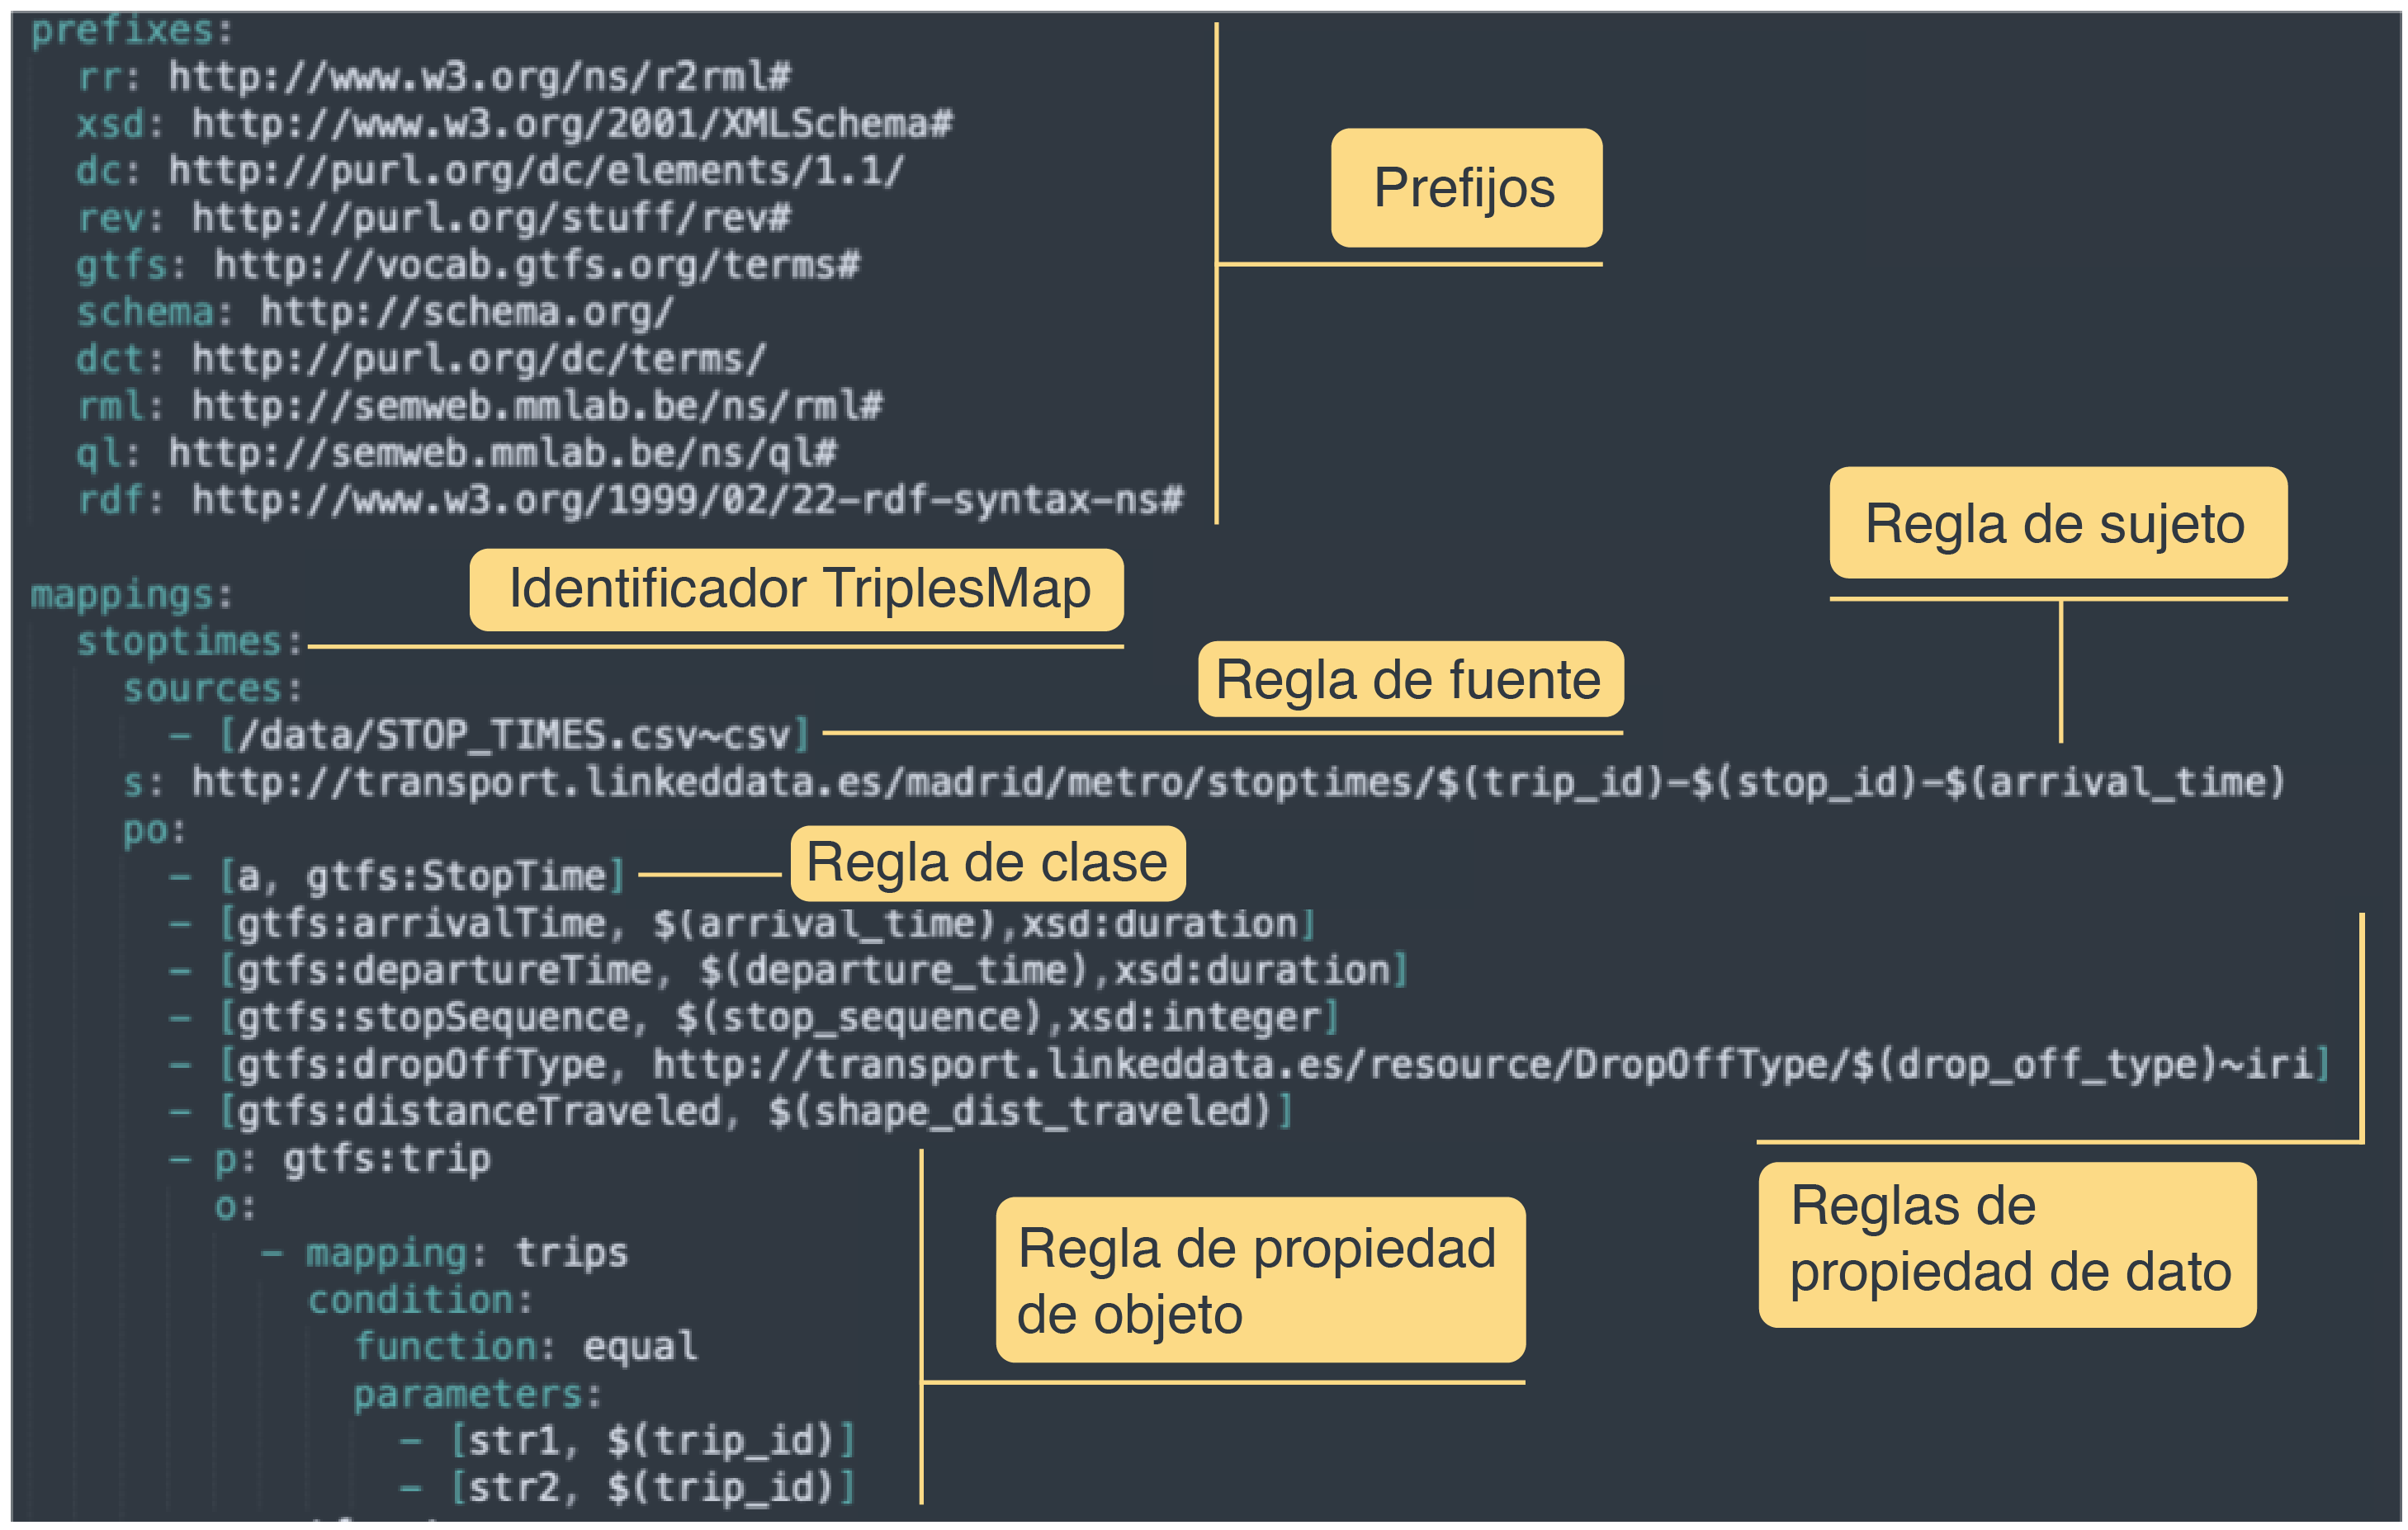 prefixes:
rr: http://www.w3.org/ns/r2rml#
xsd: http://www.w3.org/2001/XMLSchema#
dc: http://purl.org/dc/elements/1.1/
rev: http://purl.org/stuff/rev#
gtfs: http://vocab.gtfs.org/terms#
schema: http://schema.org/
dct: http://purl.org/dc/terms/
rml: http://semweb.mmlab.be/ns/rml#
ql: http://semweb.mmlab.be/ns/ql#
rdf: http://www.w3.org/1999/02/22-rdf-syntax-ns#
Prefijos
mappings:
Identificador TriplesMap
stoptimes:
sources:
Regla de fuente
- [/data/STOP_TIMES.csv~csv]
Regla de sujeto
s: http://transport.linkeddata.es/madrid/metro/stoptimes/$(trip_id)-$(stop_id)-$(arrival_time)
po:
- [a, gtfs:StopTime]
Regla de clase
- [gtfs:arrivalTime, $(arrival_time),xsd:duration]
- [gtfs:departureTime, $(departure_time),xsd:duration]
- [gtfs:stopSequence, $(stop_sequence),xsd:integer]
- [gtfs:dropOffType, http://transport.linkeddata.es/resource/DropOffType/$(drop_off_type)~iri]
- [gtfs:distanceTraveled, $(shape_dist_traveled)]
Reglas de
propiedad de dato
- p: gtfs:trip
o:
- mapping: trips
condition:
function: equal
parameters:
- [str1, $(trip_id)]
- [str2, $(trip_id)]
Regla de propiedad
de objeto